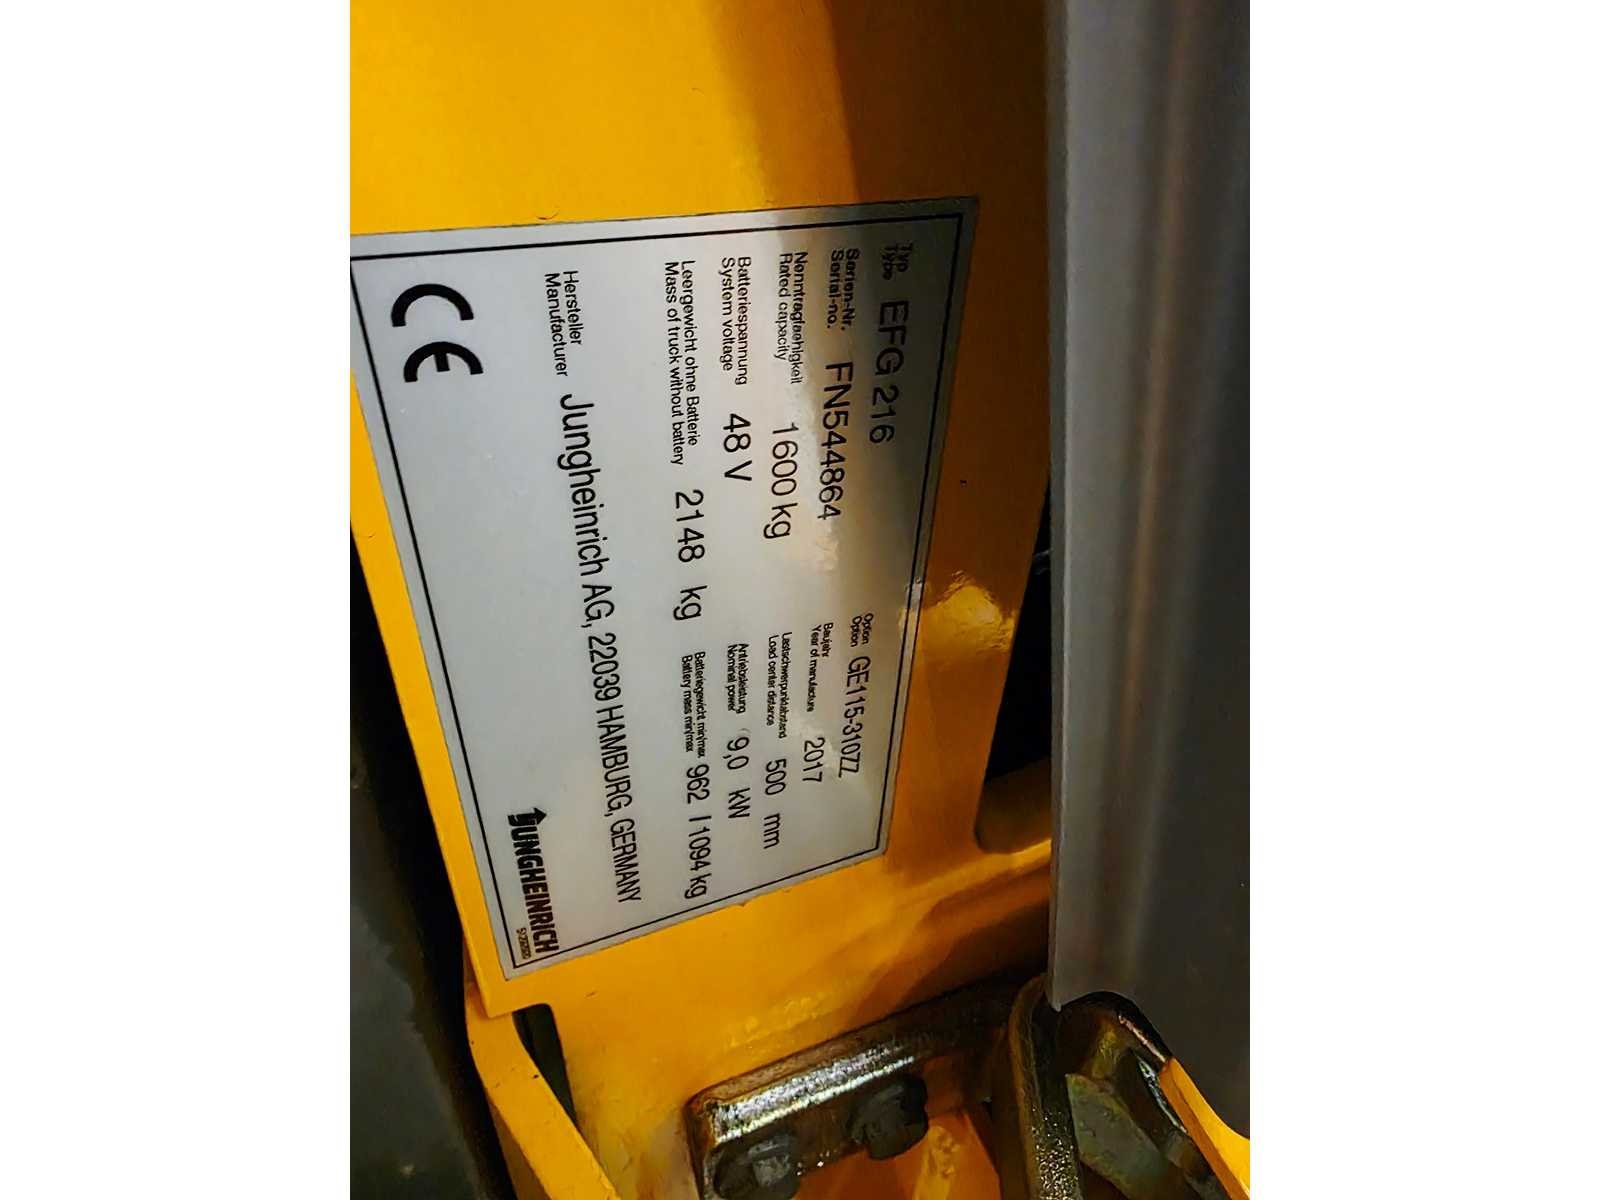 Typ
Type EFG 216
Option
Option GE115-310ZZ
Serien-Nr.
Serial-no. FN544864
Baujahr
Year of manufacture 2017
Nenntragfaehigkeit
Rated capacity 1600 kg
Lastschwerpunktabstand
Load center distance 500 mm
Batteriespannung
System voltage 48 V
Antriebsleistung
Nominal power 9,0 kW
Leergewicht ohne Batterie
Mass of truck without battery 2148 kg
Batteriegewicht min/max
Battery mass min/max 962 / 1094 kg
Hersteller
Manufacturer Jungheinrich AG, 22039 HAMBURG, GERMANY
CE
JUNGHEINRICH